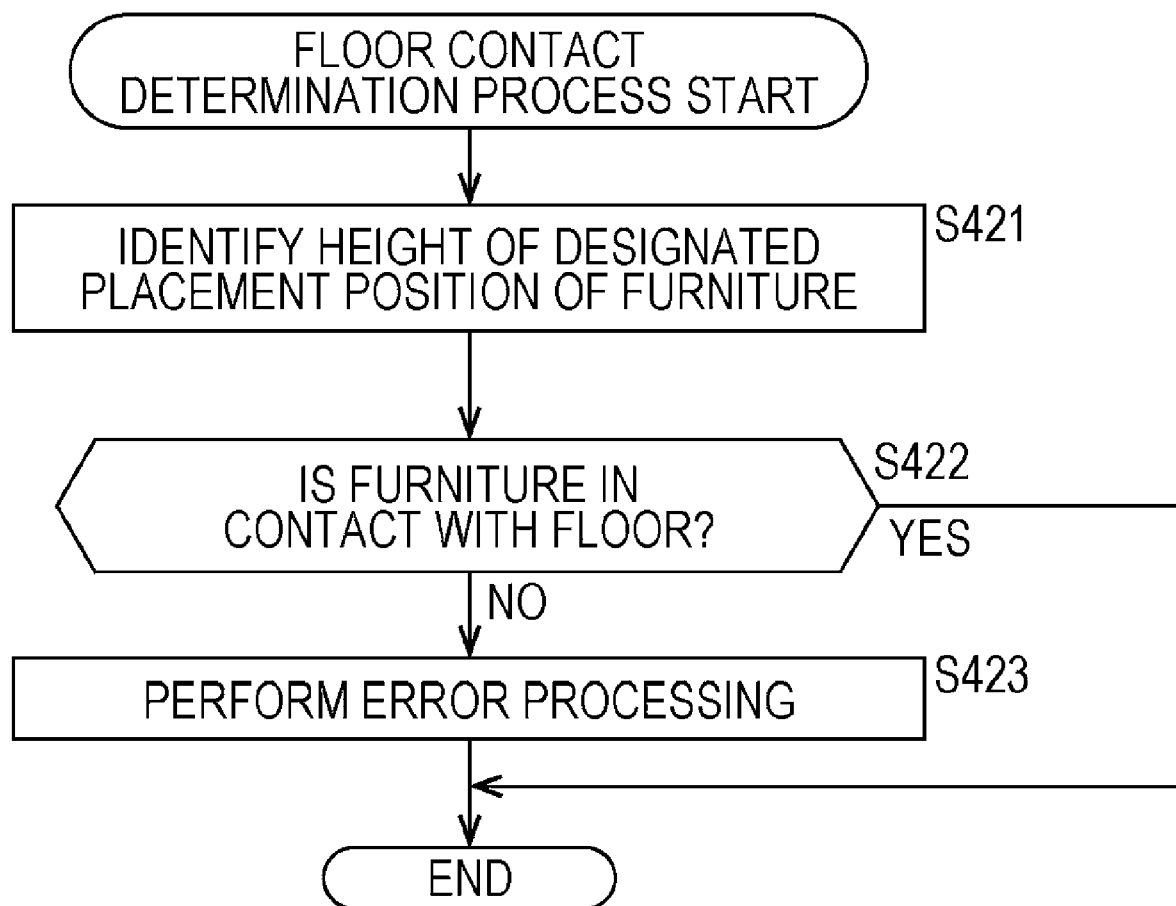 FLOOR CONTACT
DETERMINATION PROCESS START
IDENTIFY HEIGHT OF DESIGNATED
PLACEMENT POSITION OF FURNITURE
S421
IS FURNITURE IN
CONTACT WITH FLOOR?
S422
YES
NO
PERFORM ERROR PROCESSING
S423
END